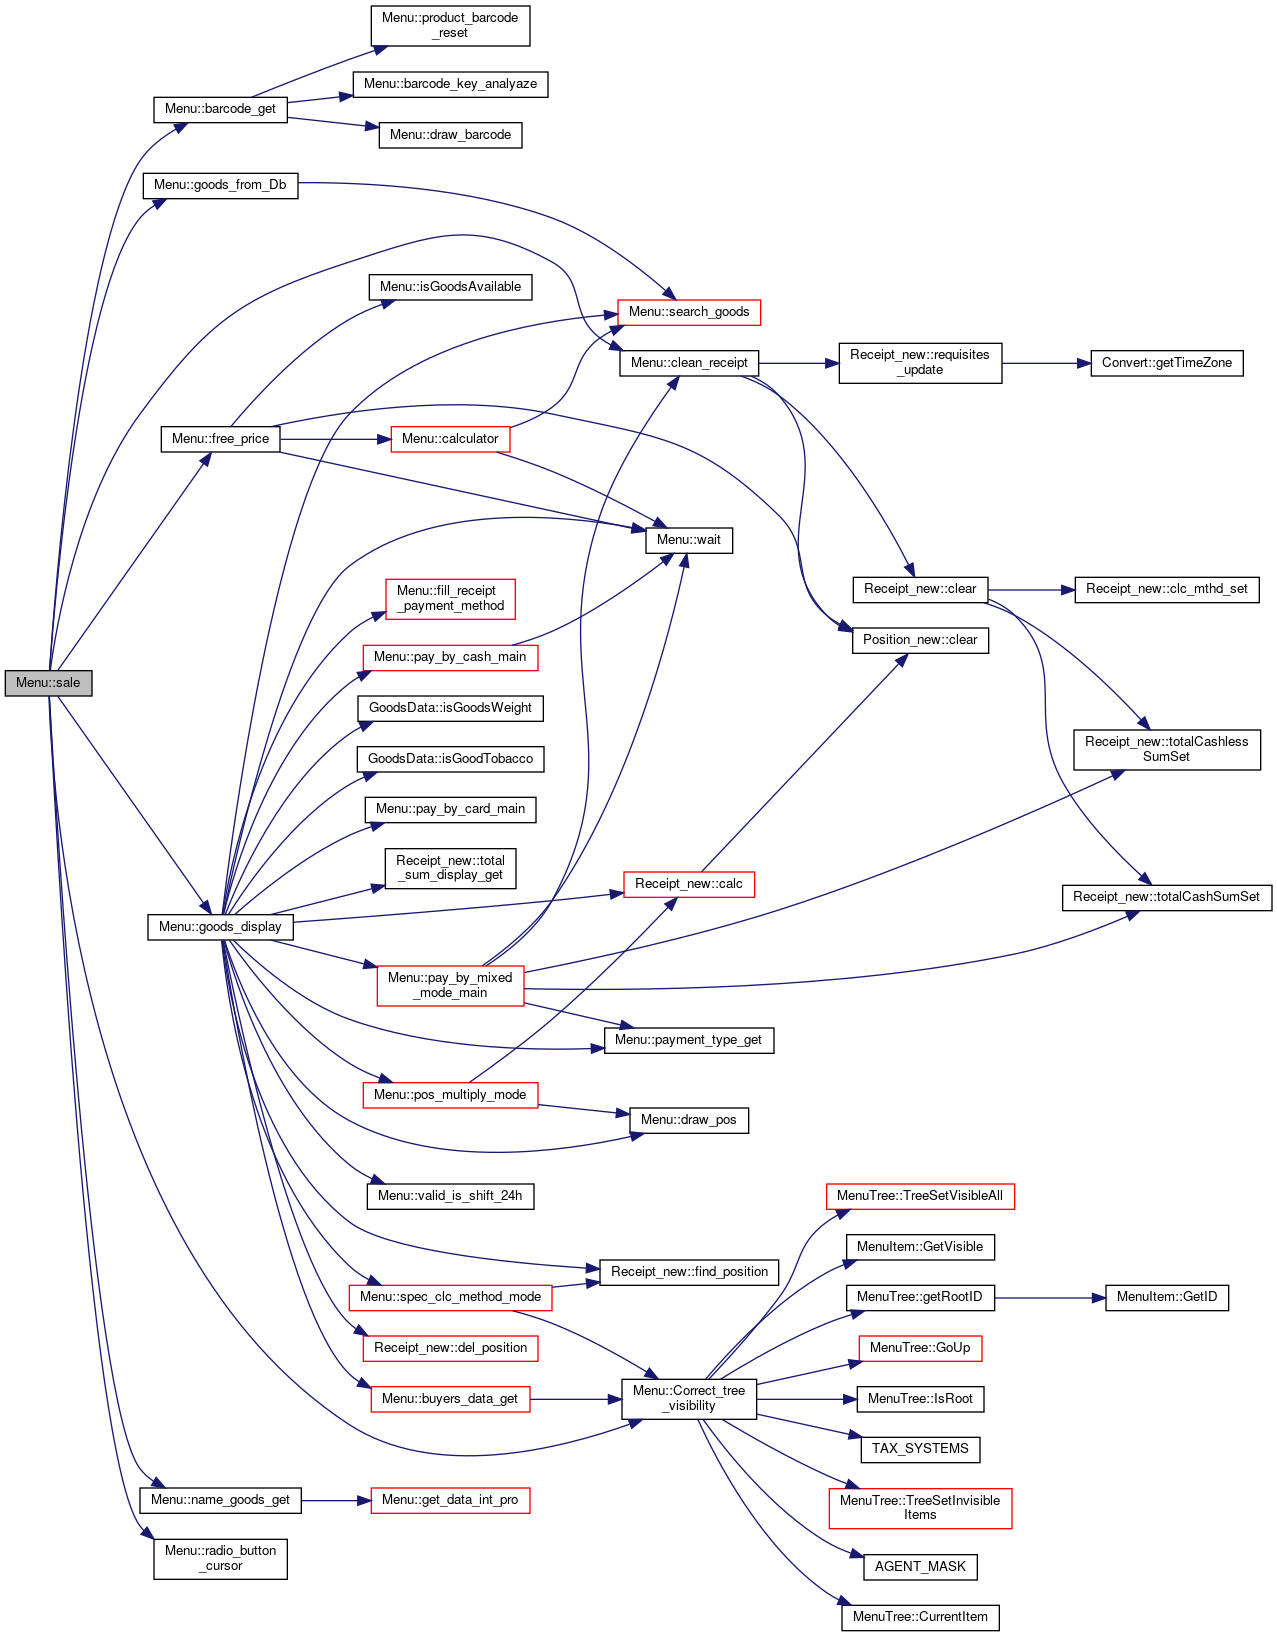 Menu::product_barcode
_reset
Menu::barcode_key_analyaze
Menu::barcode_get
Menu::draw_barcode
Menu::goods_from_Db
Menu::isGoodsAvailable
Menu::search_goods
Menu::clean_receipt
Receipt_new::requisites
_update
Convert::getTimeZone
Menu::free_price
Menu::calculator
Menu::wait
Menu::fill_receipt
_payment_method
Receipt_new::clear
Receipt_new::clc_mthd_set
Position_new::clear
Menu::pay_by_cash_main
Menu::sale
GoodsData::isGoodsWeight
Receipt_new::totalCashless
SumSet
GoodsData::isGoodTobacco
Menu::pay_by_card_main
Receipt_new::total
_sum_display_get
Receipt_new::calc
Receipt_new::totalCashSumSet
Menu::goods_display
Menu::pay_by_mixed
_mode_main
Menu::payment_type_get
Menu::pos_multiply_mode
Menu::draw_pos
Menu::valid_is_shift_24h
MenuTree::TreeSetVisibleAll
MenuItem::GetVisible
Receipt_new::find_position
Menu::spec_clc_method_mode
MenuTree::getRootID
MenuItem::GetID
Receipt_new::del_position
MenuTree::GoUp
Menu::buyers_data_get
Menu::Correct_tree
_visibility
MenuTree::IsRoot
TAX_SYSTEMS
Menu::name_goods_get
Menu::get_data_int_pro
MenuTree::TreeSetInvisible
Items
Menu::radio_button
_cursor
AGENT_MASK
MenuTree::CurrentItem